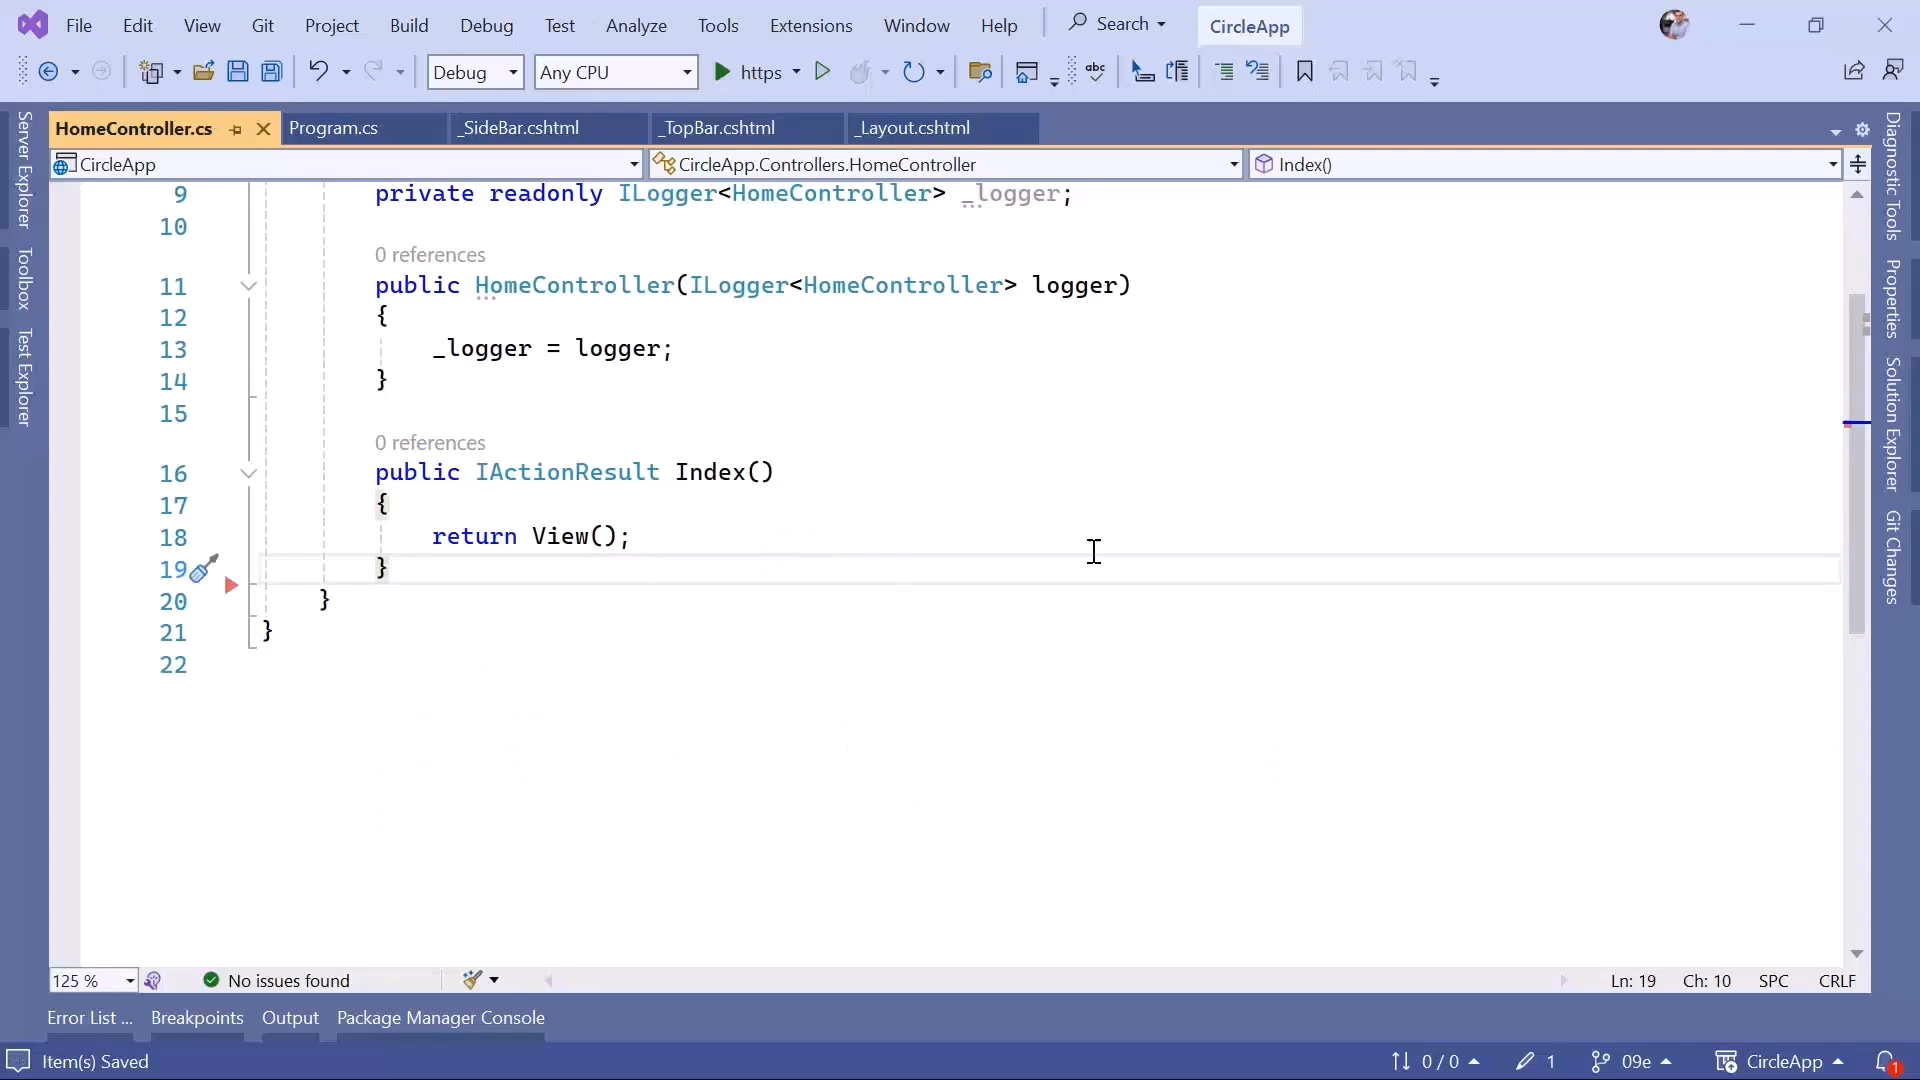 File Edit View Git Project Build Debug Test Analyze Tools Extensions Window Help Search CircleApp
Debug Any CPU https abc
Server Explorer
Toolbox
Test Explorer
HomeController.cs Program.cs _SideBar.cshtml _TopBar.cshtml _Layout.cshtml
CircleApp CircleApp.Controllers.HomeController Index()
9 private readonly ILogger<HomeController> _logger;
10
0 references
11 public HomeController(ILogger<HomeController> logger)
12 {
13 _logger = logger;
14 }
15
0 references
16 public IActionResult Index()
17 {
18 return View();
19 }
20 }
21 }
22
Diagnostic Tools
Properties
Solution Explorer
Git Changes
125 % No issues found Ln: 19 Ch: 10 SPC CRLF
Error List ... Breakpoints Output Package Manager Console
Item(s) Saved 0 / 0 1 09e CircleApp 1